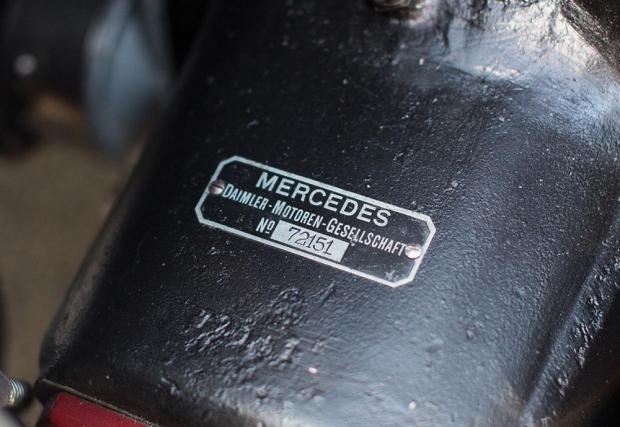 MERCEDES
DAIMLER-MOTOREN-GESELLSCHAFT
Nº 72151